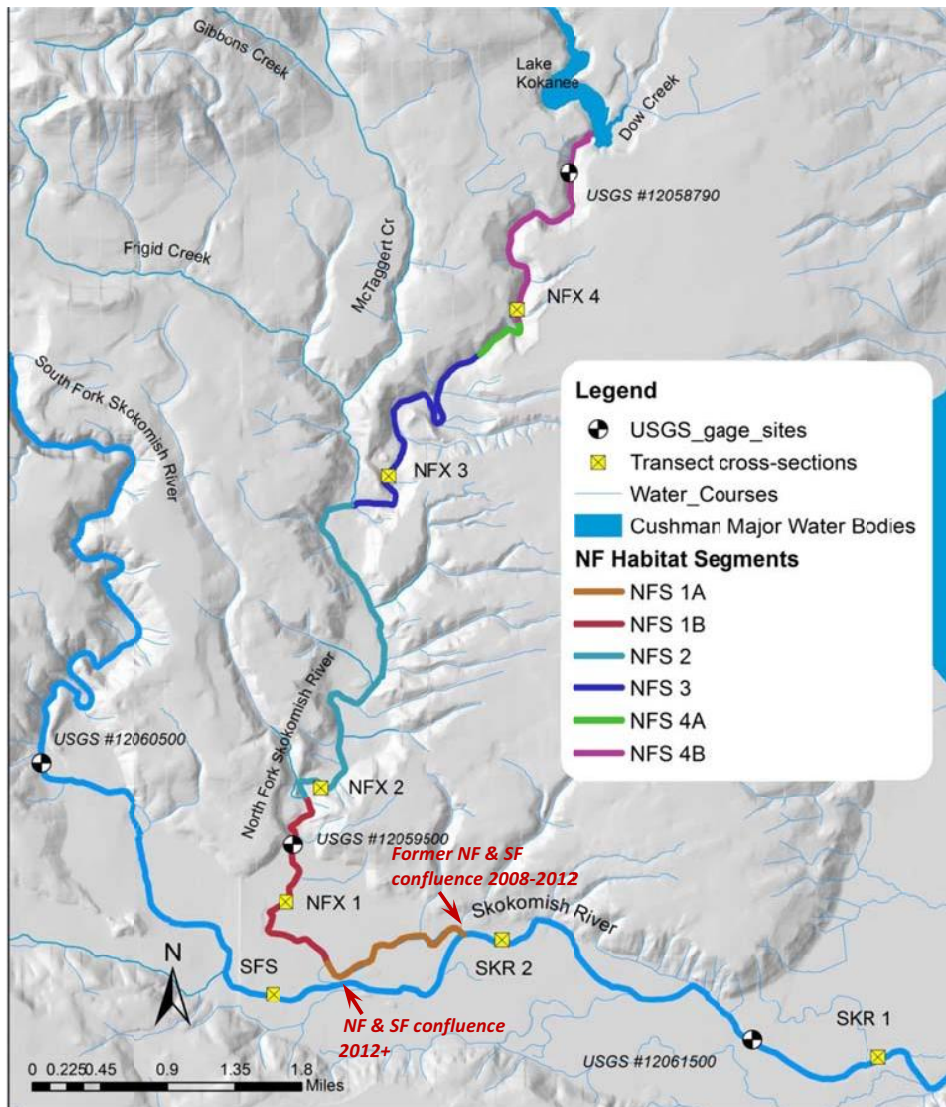 Gibbons Creek
Lake
Kokanee
Dow Creek
USGS #12058790
Frigid Creek
McTaggert Cr
NFX 4
South Fork Skokomish River
Legend
USGS_gage_sites
Transect cross-sections
Water_Courses
Cushman Major Water Bodies
NF Habitat Segments
NFS 1A
NFS 1B
NFS 2
NFS 3
NFS 4A
NFS 4B
NFX 3
North Fork Skokomish River
USGS #12060500
NFX 2
USGS #12059500
Former NF & SF
confluence 2008-2012
NFX 1
Skokomish River
N
SFS
SKR 2
NF & SF confluence
2012+
SKR 1
USGS #12061500
0 0.225 0.45 0.9 1.35 1.8
Miles